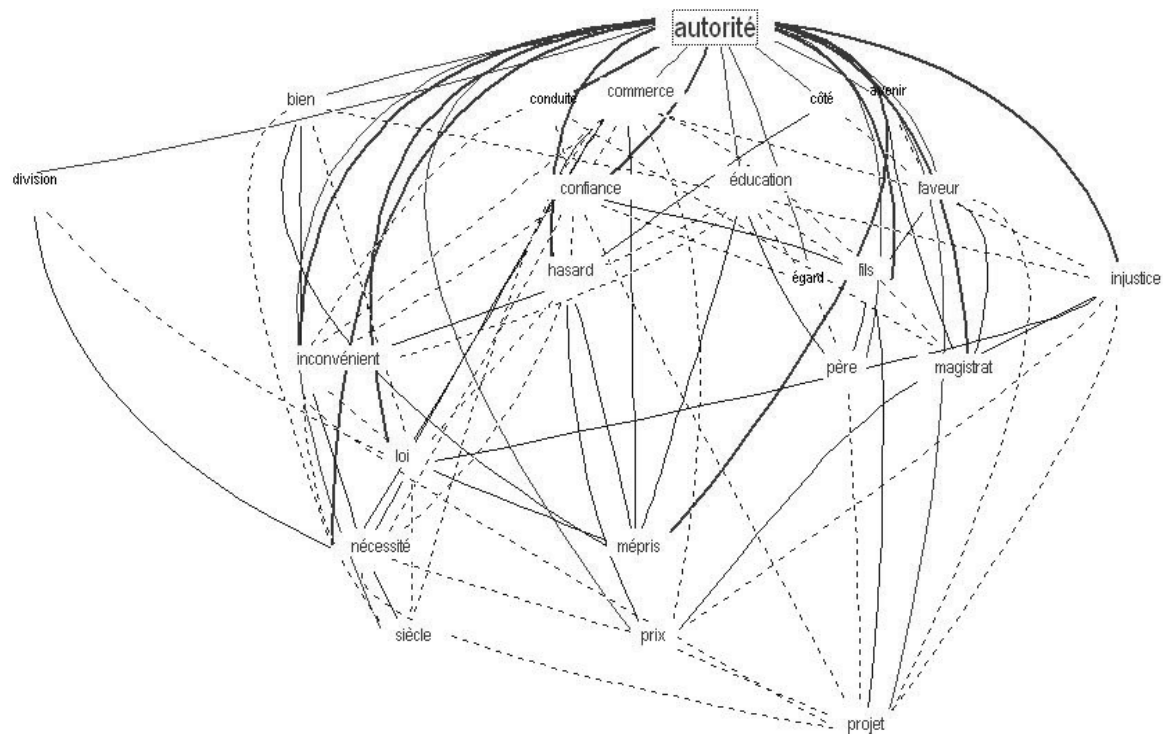 autorité
bien
conduite
commerce
côté
avenir
division
confiance
éducation
faveur
hasard
égard
fils
injustice
inconvénient
père
magistrat
loi
nécessité
mépris
siècle
prix
projet